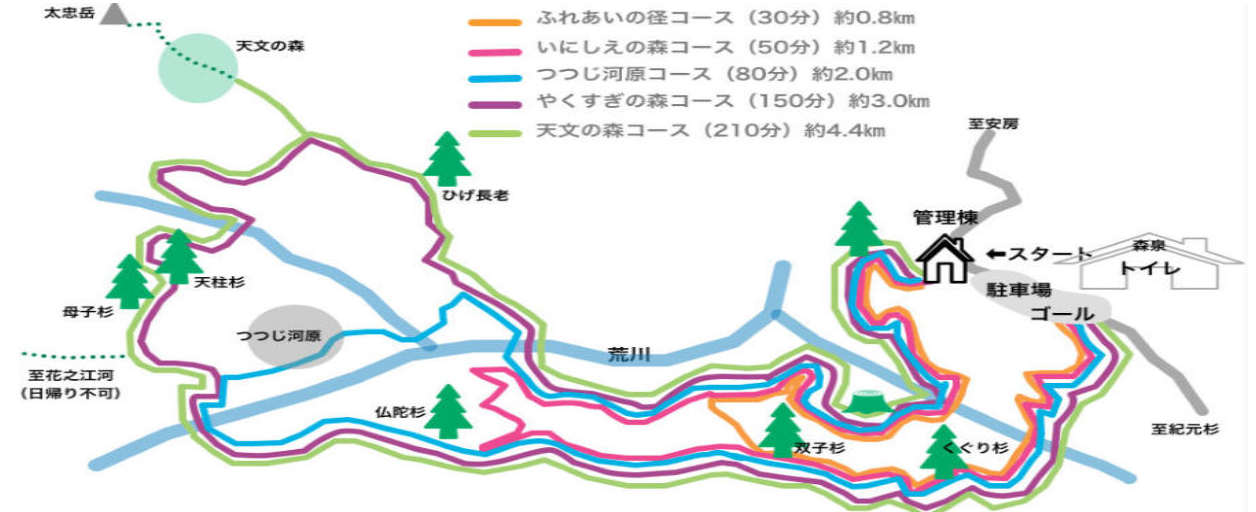 太忠岳
天文の森
ふれあいの径コース（30分）約0.8km
いにしえの森コース（50分）約1.2km
つつじ河原コース（80分）約2.0km
やくすぎの森コース（150分）約3.0km
天文の森コース（210分）約4.4km
至安房
ひげ長老
管理棟
←スタート
森泉
トイレ
駐車場
ゴール
天柱杉
母子杉
つつじ河原
荒川
至花之江河
（日帰り不可）
仏陀杉
双子杉
くぐり杉
至紀元杉